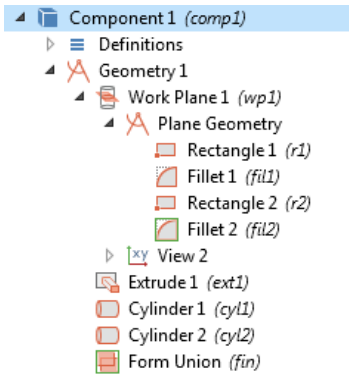 Component 1 (comp1)
Definitions
Geometry 1
Work Plane 1 (wp1)
Plane Geometry
Rectangle 1 (r1)
Fillet 1 (fil1)
Rectangle 2 (r2)
Fillet 2 (fil2)
xy View 2
Extrude 1 (ext1)
Cylinder 1 (cyl1)
Cylinder 2 (cyl2)
Form Union (fin)